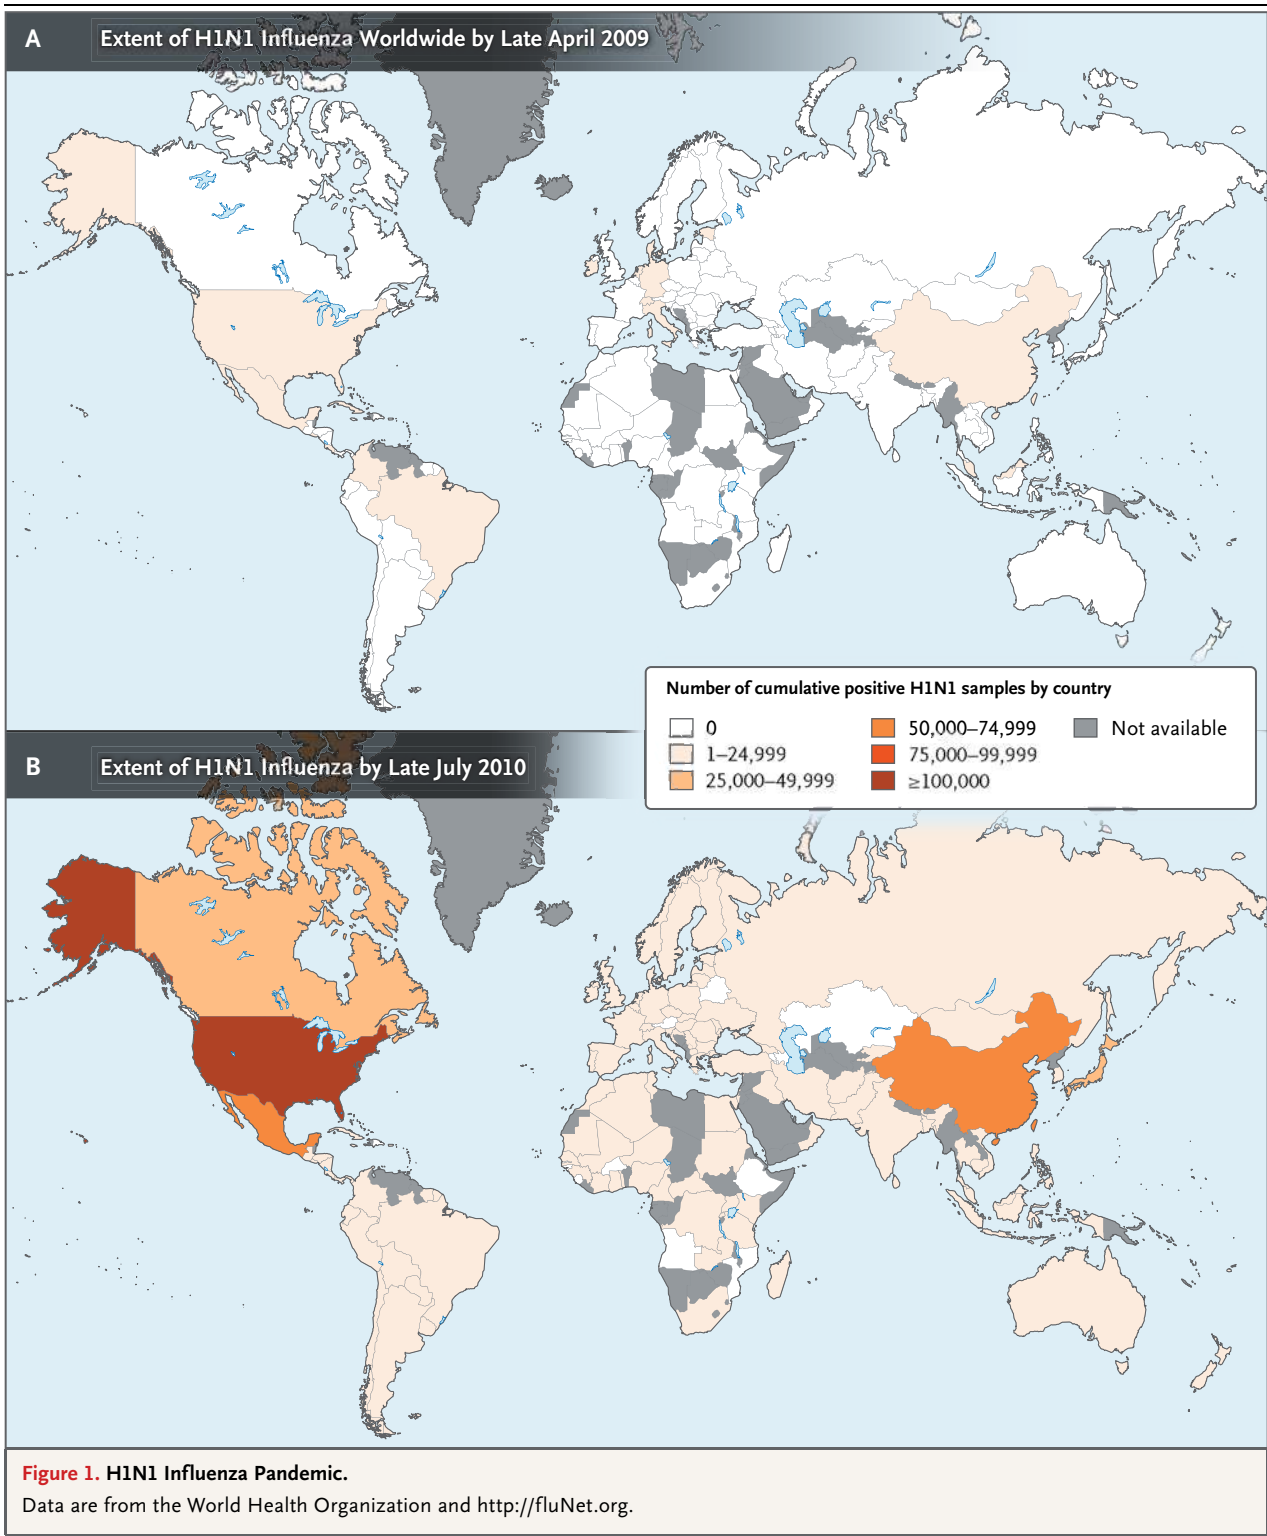 A
Extent of H1N1 Influenza Worldwide by Late April 2009
Number of cumulative positive H1N1 samples by country
0
1–24,999
25,000–49,999
50,000–74,999
75,000–99,999
≥100,000
Not available
B
Extent of H1N1 Influenza by Late July 2010
Figure 1. H1N1 Influenza Pandemic.
Data are from the World Health Organization and http://fluNet.org.